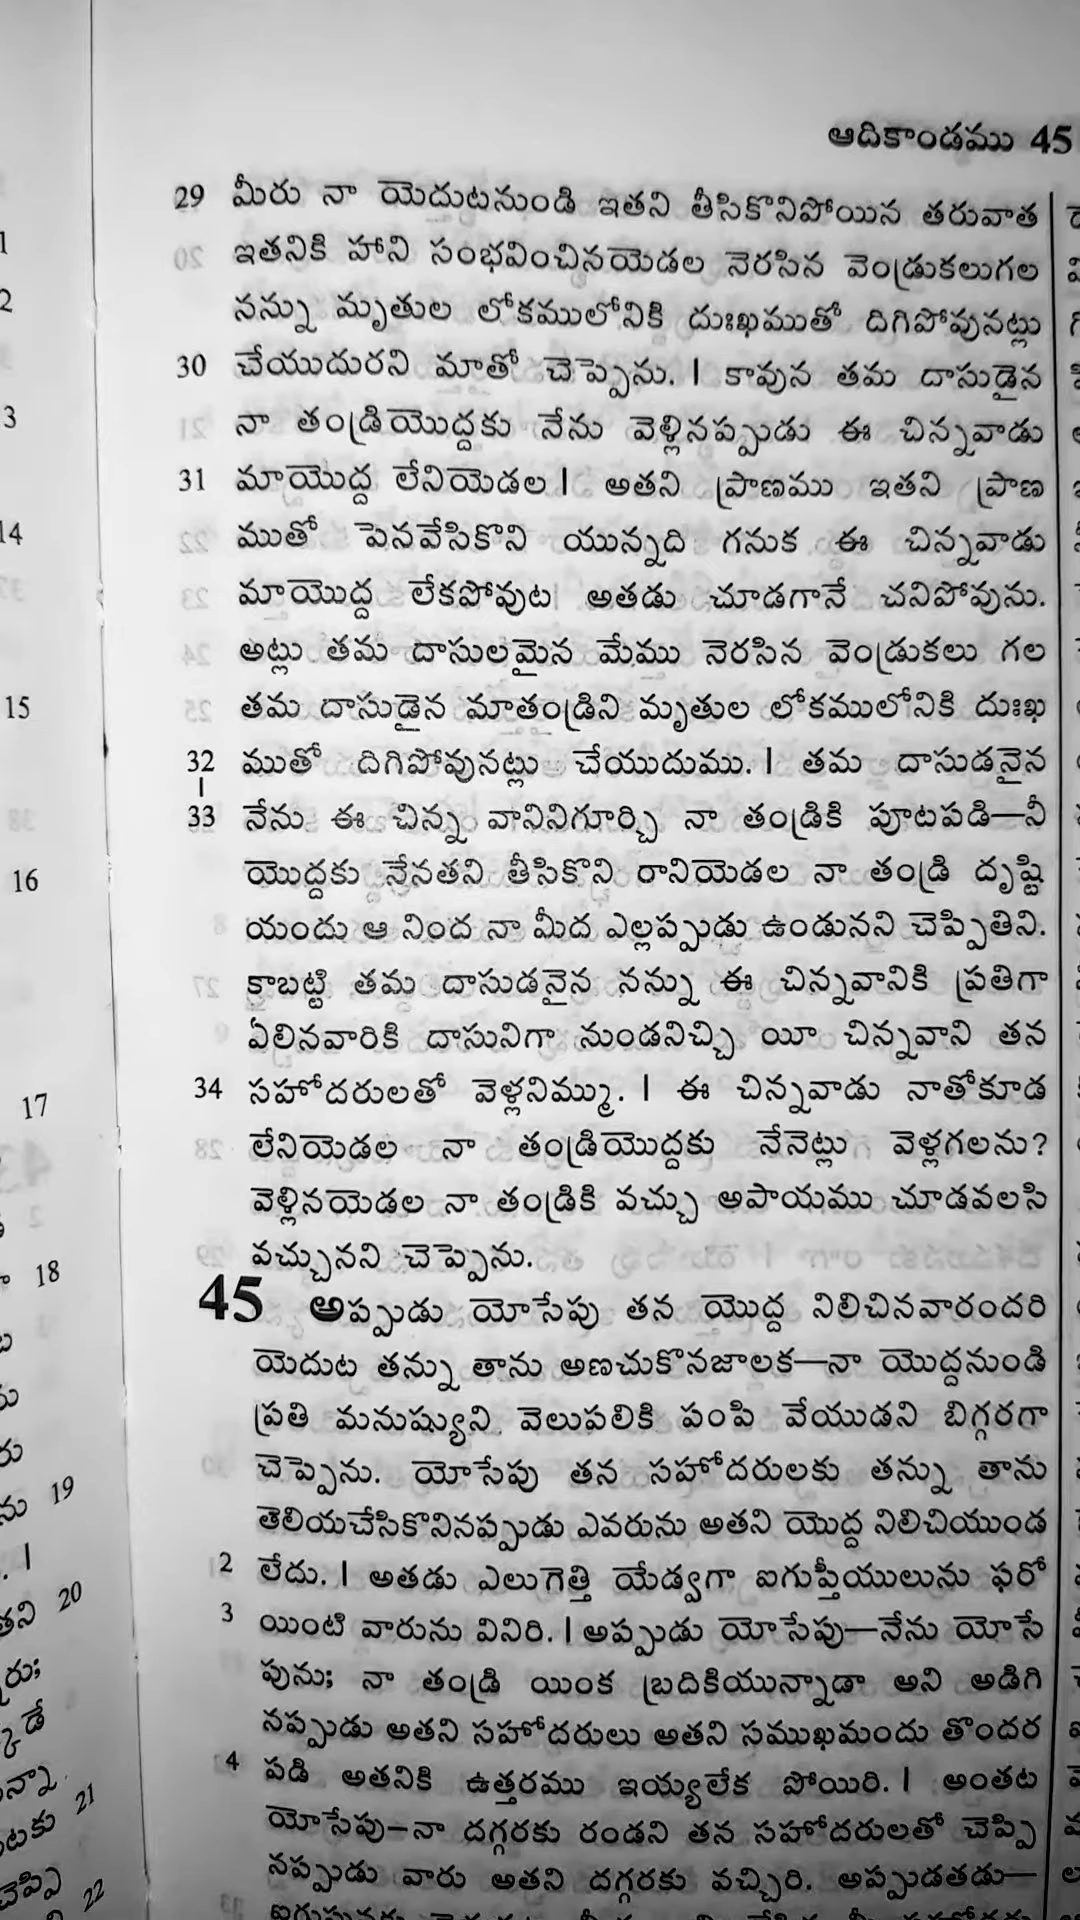 ఆదికాండము 45
29 మీరు నా యెదుటనుండి ఇతని తీసికొనిపోయిన తరువాత
ఇతనికి హాని సంభవించినయెడల నెరసిన వెండ్రుకలుగల
నన్ను మృతుల లోకములోనికి దుఃఖముతో దిగిపోవునట్లు
30 చేయుదురని మాతో చెప్పెను. | కావున తమ దాసుడైన
నా తండ్రియొద్దకు నేను వెళ్లినప్పుడు ఈ చిన్నవాడు
31 మాయొద్ద లేనియెడల | అతని ప్రాణము ఇతని ప్రాణ
ముతో పెనవేసికొని యున్నది గనుక ఈ చిన్నవాడు
మాయొద్ద లేకపోవుట అతడు చూడగానే చనిపోవును.
అట్లు తమ దాసులమైన మేము నెరసిన వెండ్రుకలు గల
తమ దాసుడైన మాతండ్రిని మృతుల లోకములోనికి దుఃఖ
32 ముతో దిగిపోవునట్లు చేయుదుము. | తమ దాసుడనైన
33 నేను ఈ చిన్న వానినిగూర్చి నా తండ్రికి పూటపడి—నీ
యొద్దకు నేనతని తీసికొని రానియెడల నా తండ్రి దృష్టి
యందు ఆ నింద నా మీద ఎల్లప్పుడు ఉండునని చెప్పితిని.
కాబట్టి తమ దాసుడనైన నన్ను ఈ చిన్నవానికి ప్రతిగా
ఏలినవారికి దాసునిగా నుండనిచ్చి యీ చిన్నవాని తన
34 సహోదరులతో వెళ్లనిమ్ము. | ఈ చిన్నవాడు నాతోకూడ
లేనియెడల నా తండ్రియొద్దకు నేనెట్లు వెళ్లగలను?
వెళ్లినయెడల నా తండ్రికి వచ్చు అపాయము చూడవలసి
వచ్చునని చెప్పెను.
45 అప్పుడు యోసేపు తన యొద్ద నిలిచినవారందరి
యెదుట తన్ను తాను అణచుకొనజాలక—నా యొద్దనుండి
ప్రతి మనుష్యుని వెలుపలికి పంపి వేయుడని బిగ్గరగా
చెప్పెను. యోసేపు తన సహోదరులకు తన్ను తాను
తెలియచేసికొనినప్పుడు ఎవరును అతని యొద్ద నిలిచియుండ
2 లేదు. | అతడు ఎలుగెత్తి యేడ్వగా ఐగుప్తీయులును ఫరో
3 యింటి వారును వినిరి. | అప్పుడు యోసేపు—నేను యోసే
పును; నా తండ్రి యింక బ్రదికియున్నాడా అని అడిగి
నప్పుడు అతని సహోదరులు అతని సముఖమందు తొందర
4 పడి అతనికి ఉత్తరము ఇయ్యలేక పోయిరి. | అంతట
యోసేపు—నా దగ్గరకు రండని తన సహోదరులతో చెప్పి
నప్పుడు వారు అతని దగ్గరకు వచ్చిరి. అప్పుడతడు—